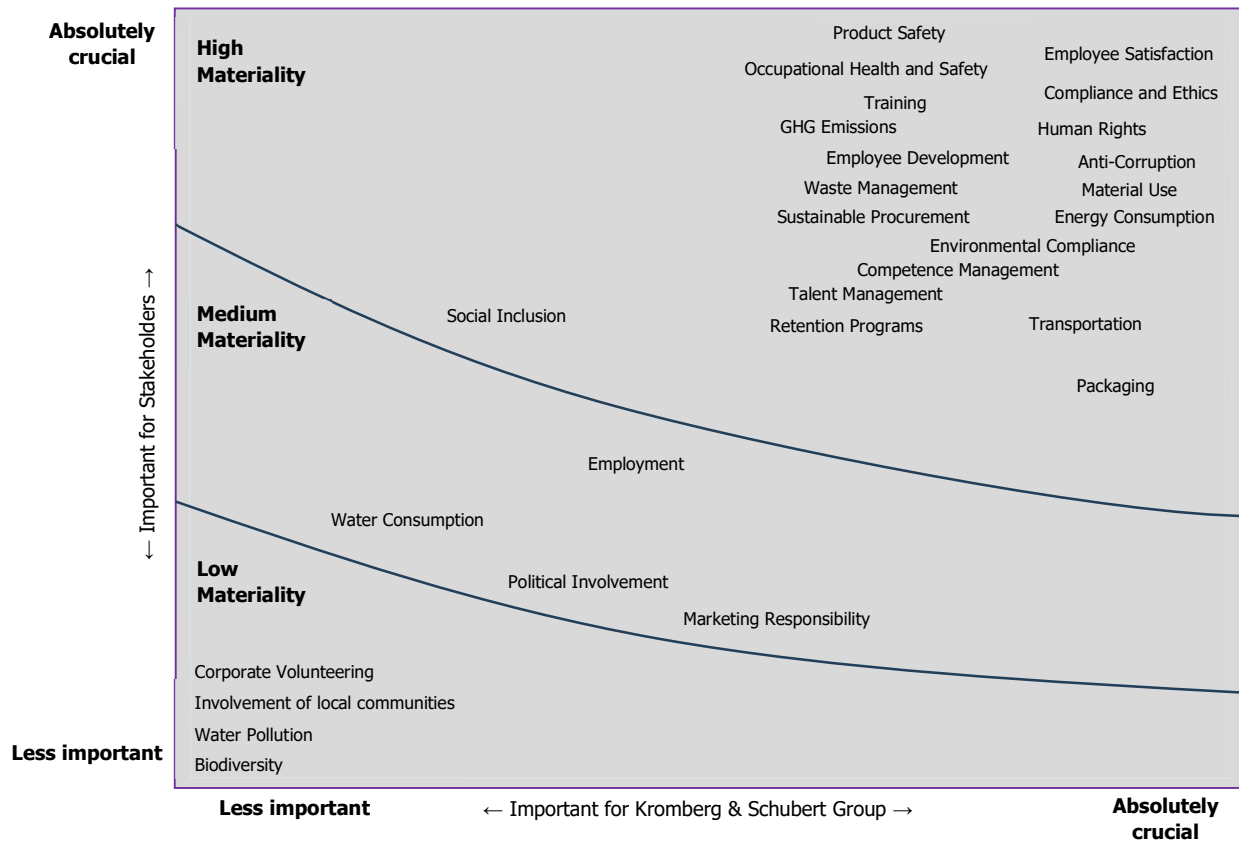 Absolutely
crucial
High
Materiality
Product Safety
Employee Satisfaction
Occupational Health and Safety
Compliance and Ethics
Training
GHG Emissions
Human Rights
Employee Development
Anti-Corruption
Waste Management
Material Use
Sustainable Procurement
Energy Consumption
Environmental Compliance
Competence Management
Talent Management
Medium
Materiality
Social Inclusion
Retention Programs
Transportation
Packaging
← Important for Stakeholders →
Employment
Water Consumption
Low
Materiality
Political Involvement
Marketing Responsibility
Corporate Volunteering
Involvement of local communities
Water Pollution
Less important
Biodiversity
Less important
← Important for Kromberg & Schubert Group →
Absolutely
crucial